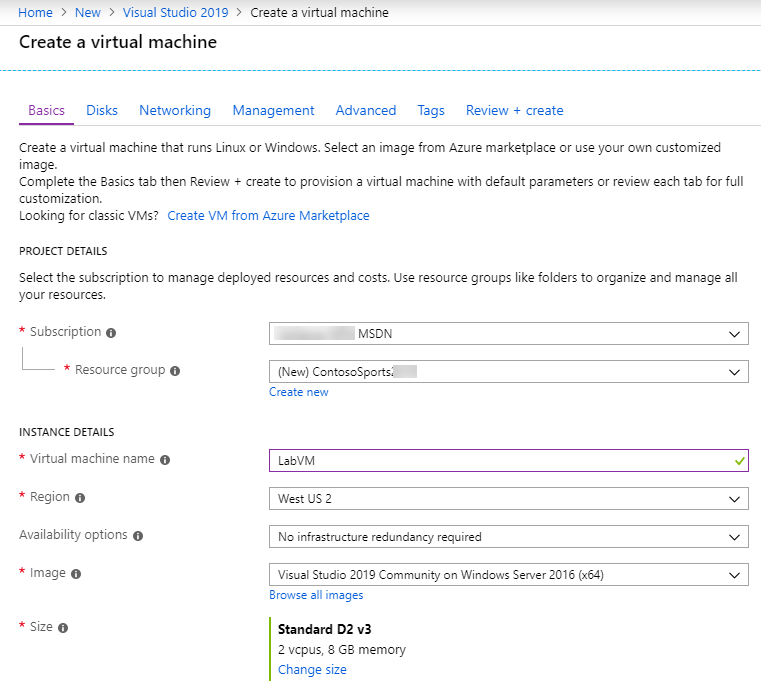 Home > New > Visual Studio 2019 > Create a virtual machine
Create a virtual machine
Basics Disks Networking Management Advanced Tags Review + create
Create a virtual machine that runs Linux or Windows. Select an image from Azure marketplace or use your own customized
image.
Complete the Basics tab then Review + create to provision a virtual machine with default parameters or review each tab for full
customization.
Looking for classic VMs? Create VM from Azure Marketplace
PROJECT DETAILS
Select the subscription to manage deployed resources and costs. Use resource groups like folders to organize and manage all
your resources.
* Subscription MSDN
* Resource group (New) ContosoSports
Create new
INSTANCE DETAILS
* Virtual machine name LabVM
* Region West US 2
Availability options No infrastructure redundancy required
* Image Visual Studio 2019 Community on Windows Server 2016 (x64)
Browse all images
* Size Standard D2 v3
2 vcpus, 8 GB memory
Change size